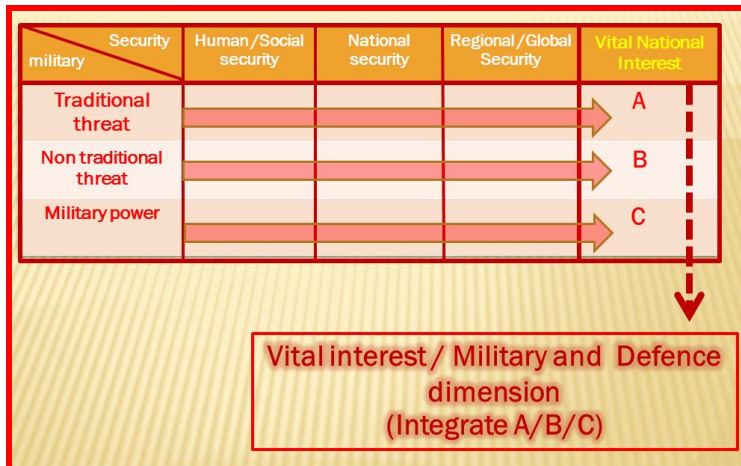 Security
military
Human/Social
security
National
security
Regional/Global
Security
Vital National
Interest
Traditional
threat
A
Non traditional
threat
B
Military power
C
Vital interest / Military and Defence
dimension
(Integrate A/B/C)